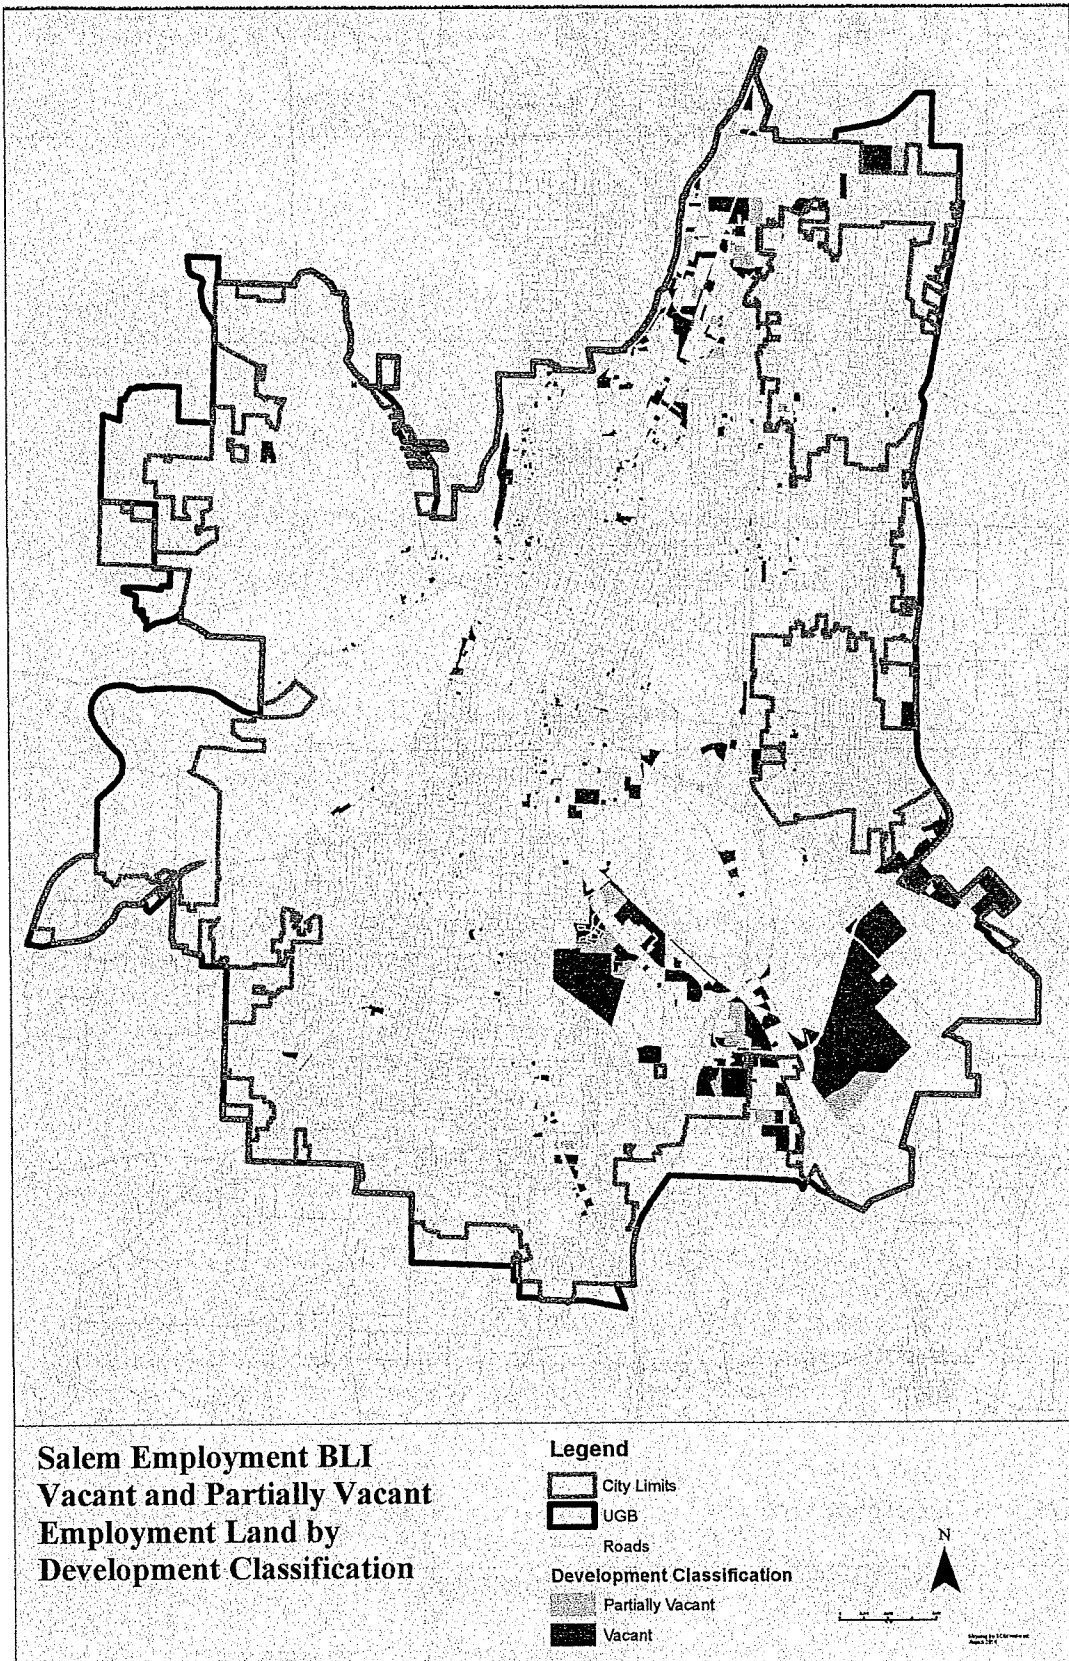 Salem Employment BLI
Vacant and Partially Vacant
Employment Land by
Development Classification
Legend
City Limits
UGB
Roads
Development Classification
Partially Vacant
Vacant
N